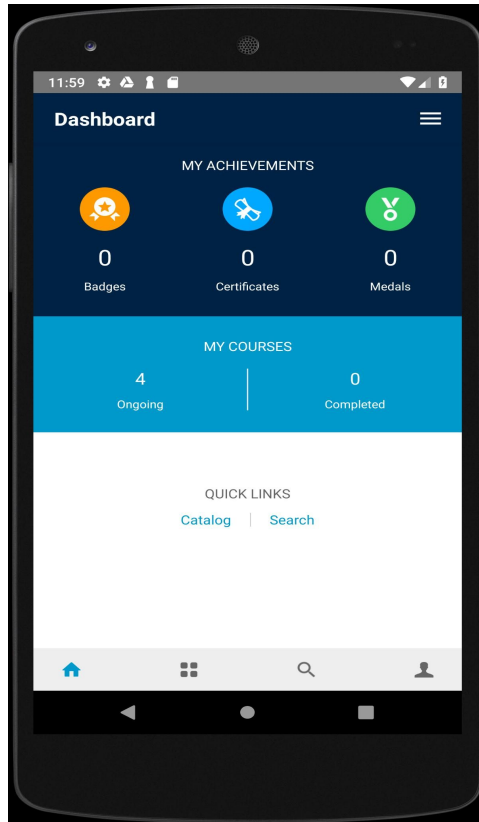 11:59
Dashboard
MY ACHIEVEMENTS
0 0 0
Badges Certificates Medals
MY COURSES
4 0
Ongoing Completed
QUICK LINKS
Catalog Search